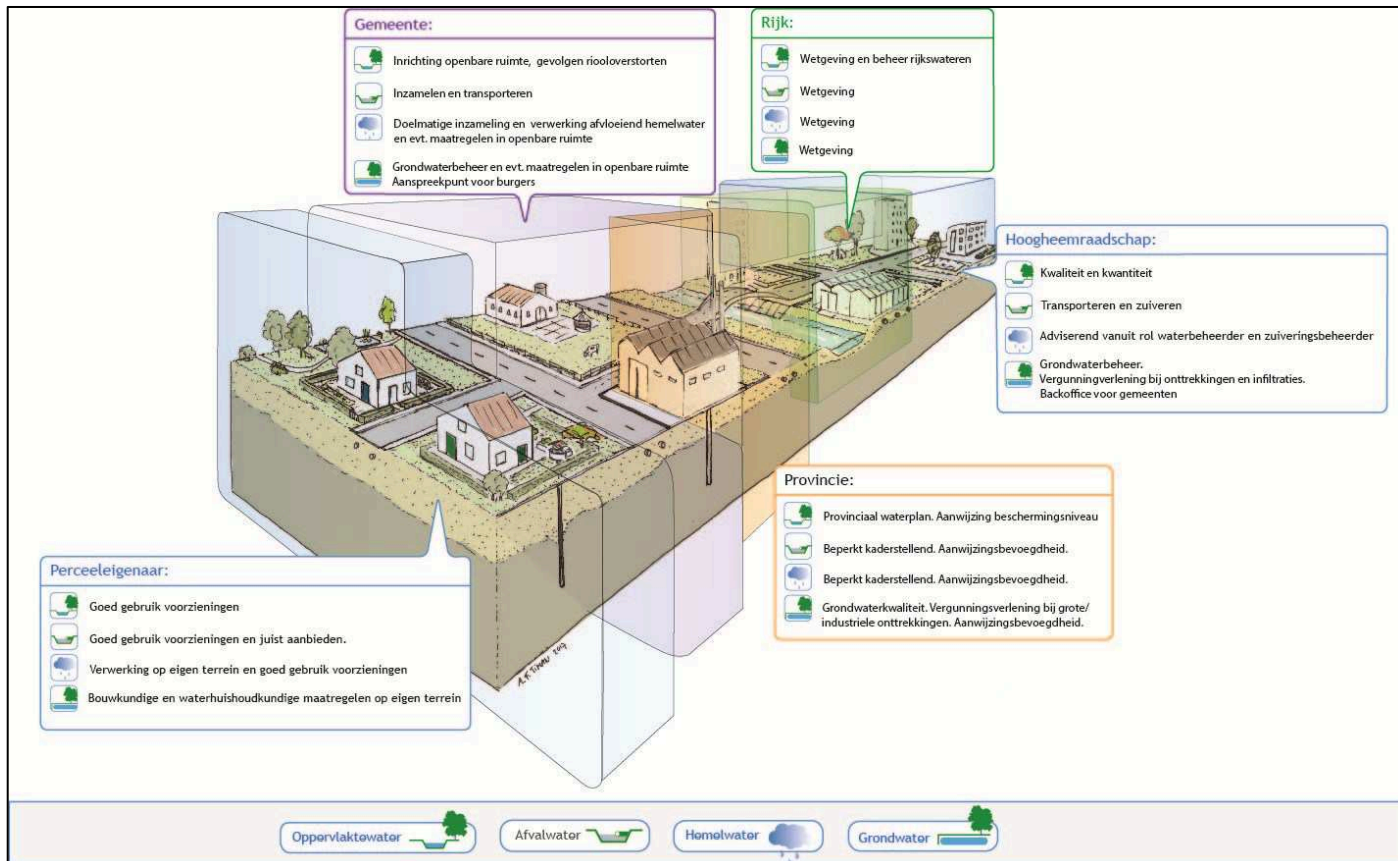 Gemeente:
Inrichting openbare ruimte, gevolgen riooloverstorten
Inzamelen en transporteren
Doelmatige inzameling en verwerking afvloeiend hemelwater
en evt. maatregelen in openbare ruimte
Grondwaterbeheer en evt. maatregelen in openbare ruimte
Aanspreekpunt voor burgers
Rijk:
Wetgeving en beheer rijkswateren
Wetgeving
Wetgeving
Wetgeving
Hoogheemraadschap:
Kwaliteit en kwantiteit
Transporteren en zuiveren
Adviserend vanuit rol waterbeheerder en zuiveringsbeheerder
Grondwaterbeheer.
Vergunningverlening bij onttrekkingen en infiltraties.
Backoffice voor gemeenten
Provincie:
Provinciaal waterplan. Aanwijzing beschermingsniveau
Beperkt kaderstellend. Aanwijzingsbevoegdheid.
Beperkt kaderstellend. Aanwijzingsbevoegdheid.
Grondwaterkwaliteit. Vergunningsverlening bij grote/
industriele onttrekkingen. Aanwijzingsbevoegdheid.
Perceeleigenaar:
Goed gebruik voorzieningen
Goed gebruik voorzieningen en juist aanbieden.
Verwerking op eigen terrein en goed gebruik voorzieningen
Bouwkundige en waterhuishoudkundige maatregelen op eigen terrein
Oppervlaktewater
Afvalwater
Hemelwater
Grondwater